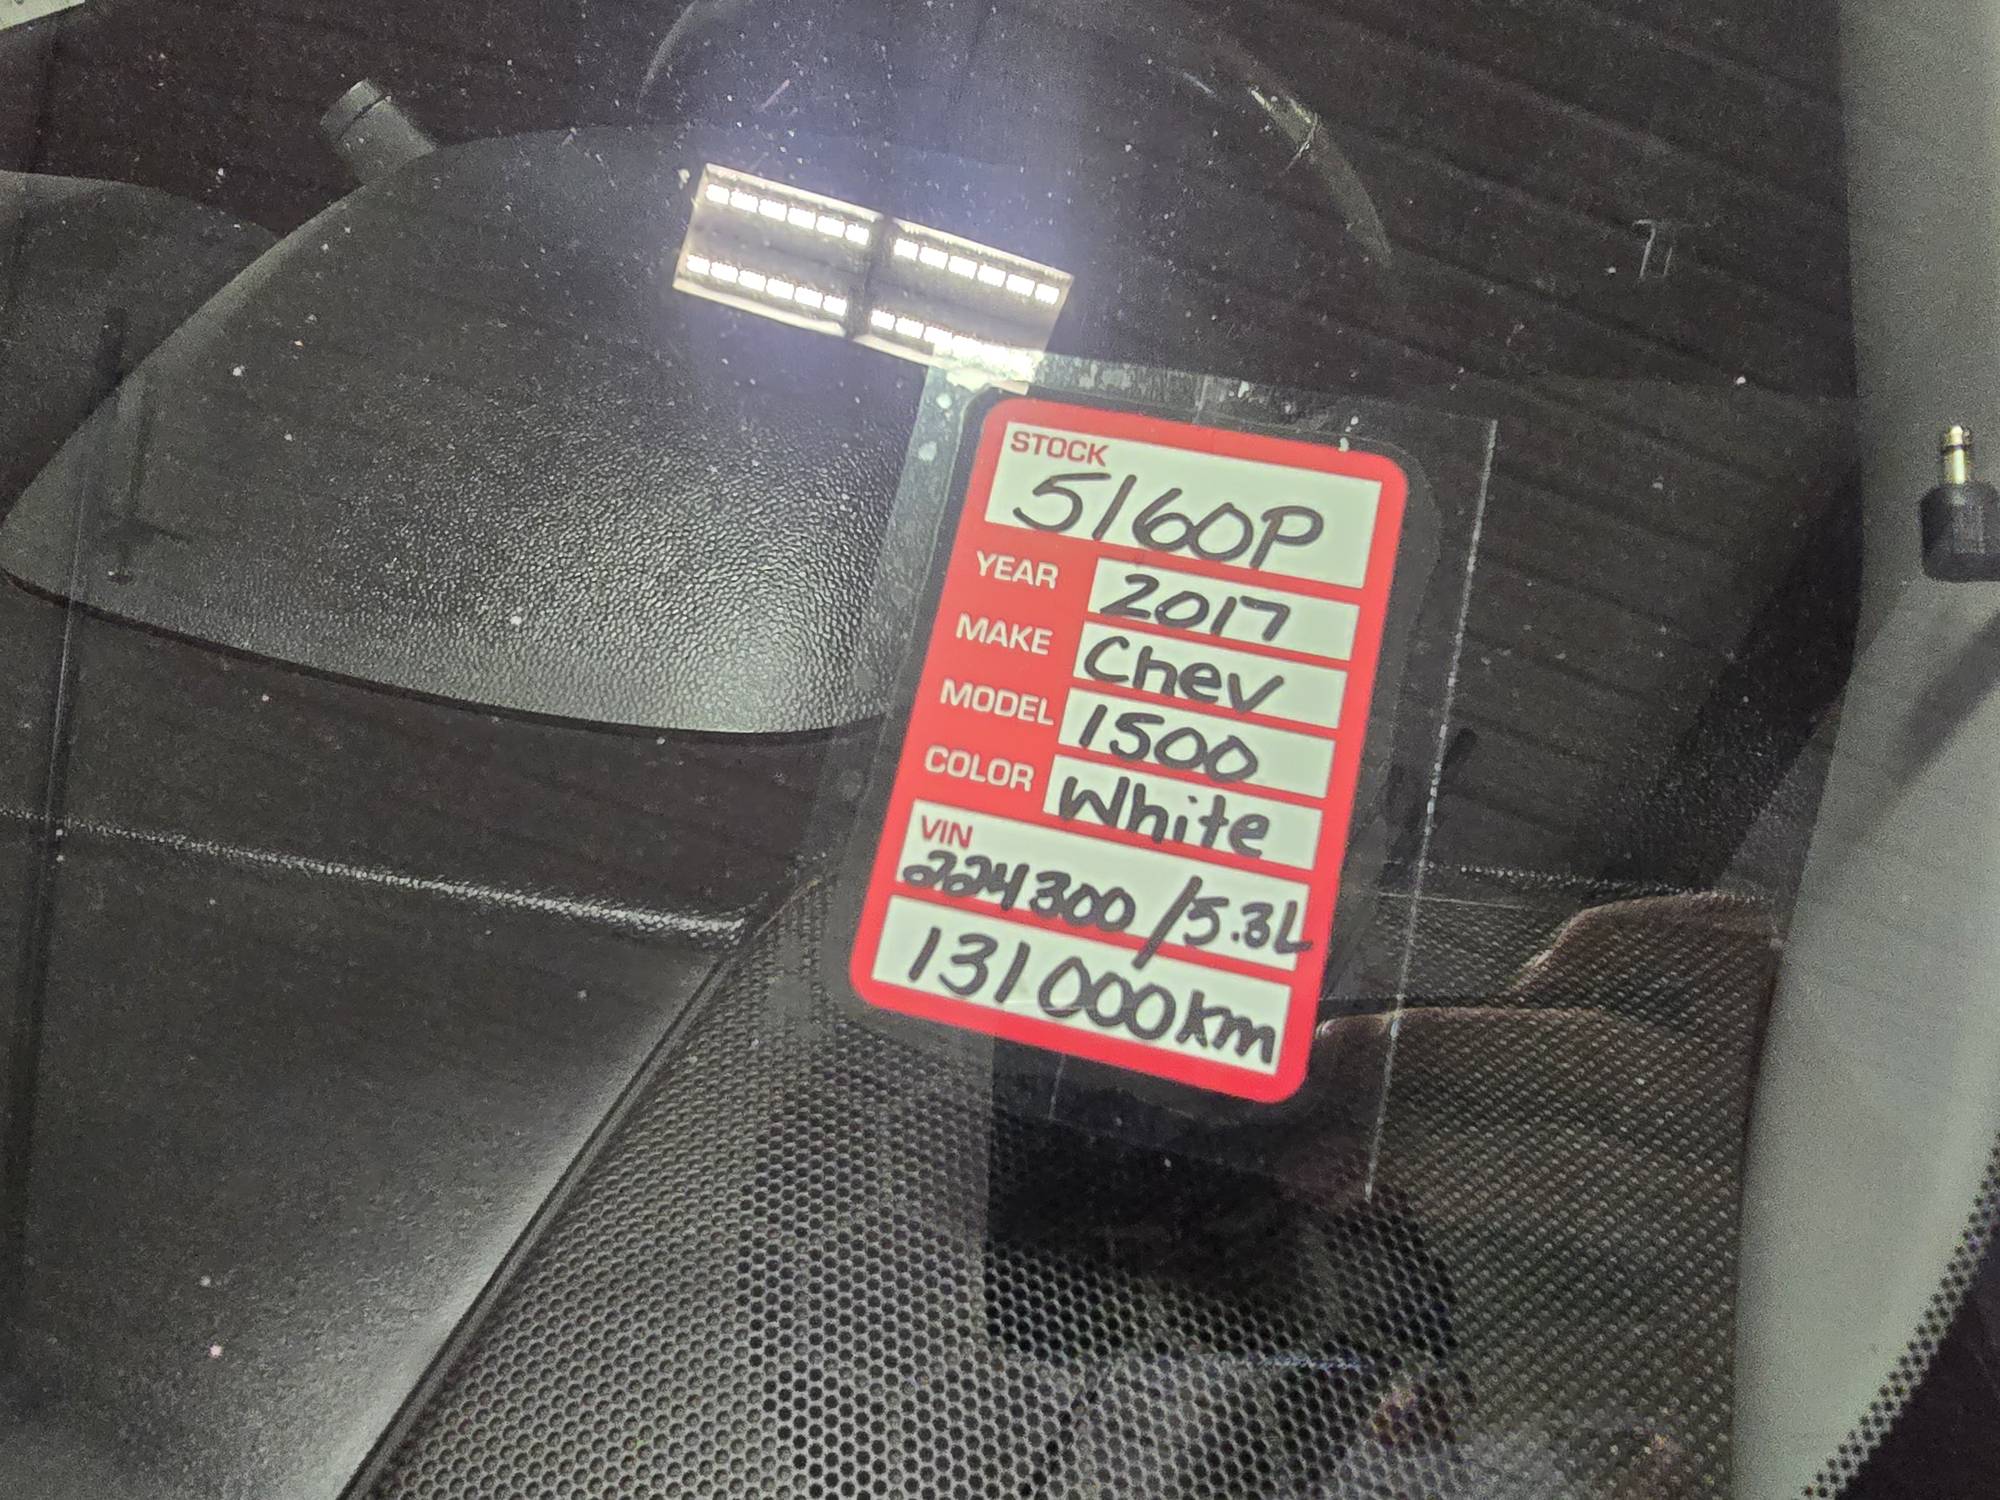 STOCK
5160P
YEAR 2017
MAKE Chev
MODEL 1500
COLOR White
VIN
224300 / 5.3L
131000km